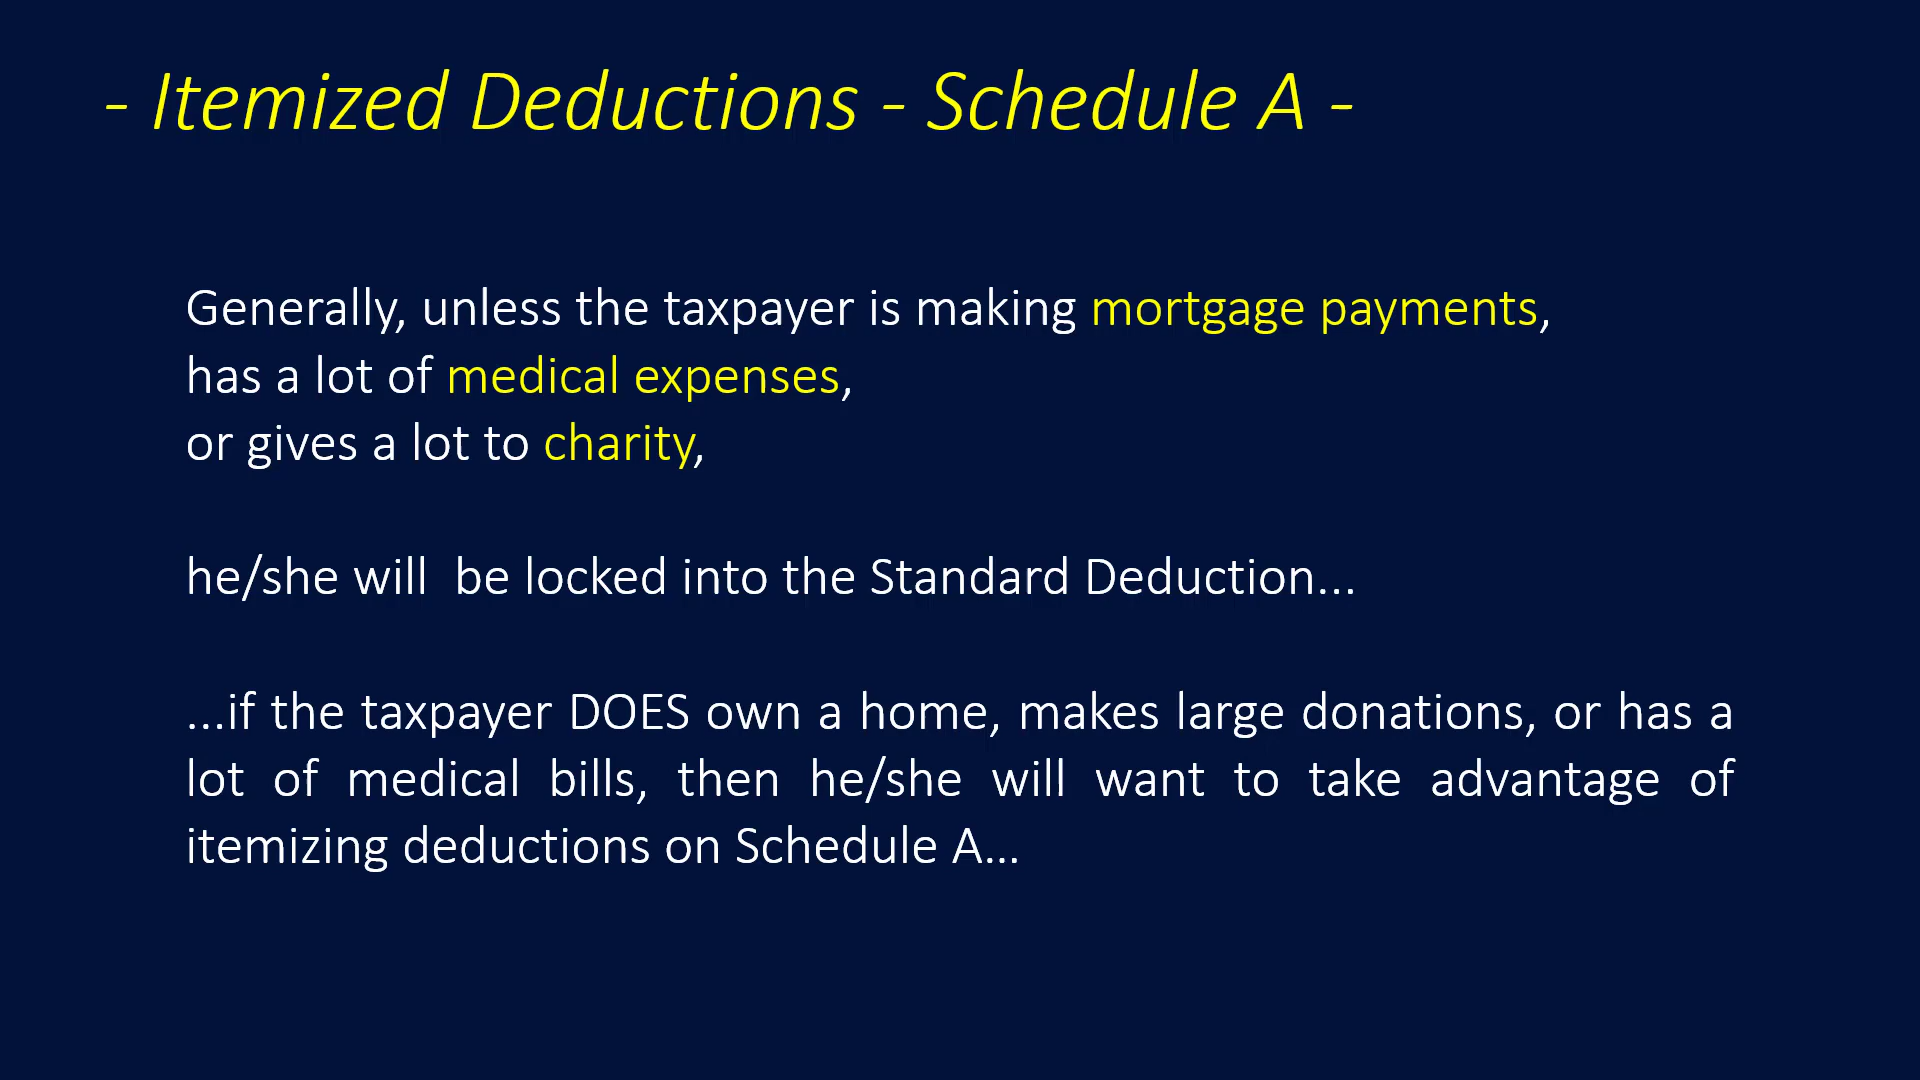 - Itemized Deductions - Schedule A -
Generally, unless the taxpayer is making mortgage payments,
has a lot of medical expenses,
or gives a lot to charity,
he/she will  be locked into the Standard Deduction...
...if the taxpayer DOES own a home, makes large donations, or has a
lot of medical bills, then he/she will want to take advantage of
itemizing deductions on Schedule A...